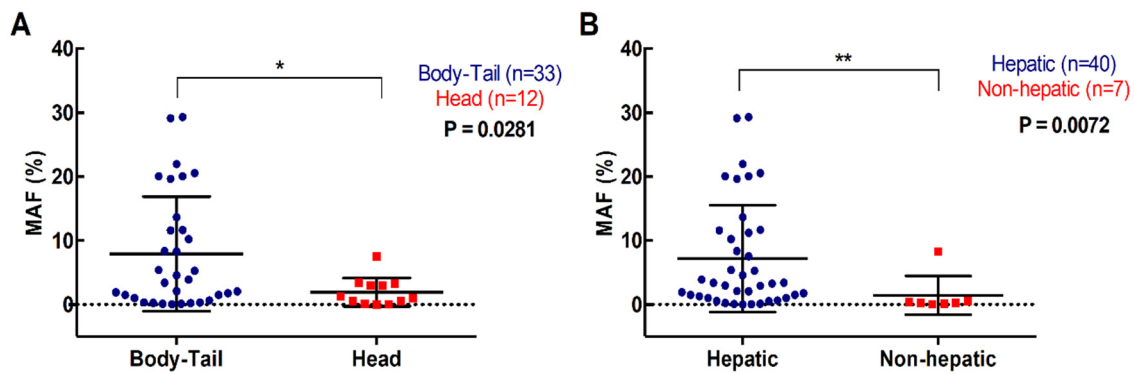 A
MAF (%)
40
30
20
10
0
*
Body-Tail (n=33)
Head (n=12)
P = 0.0281
Body-Tail
Head
B
MAF (%)
40
30
20
10
0
**
Hepatic (n=40)
Non-hepatic (n=7)
P = 0.0072
Hepatic
Non-hepatic